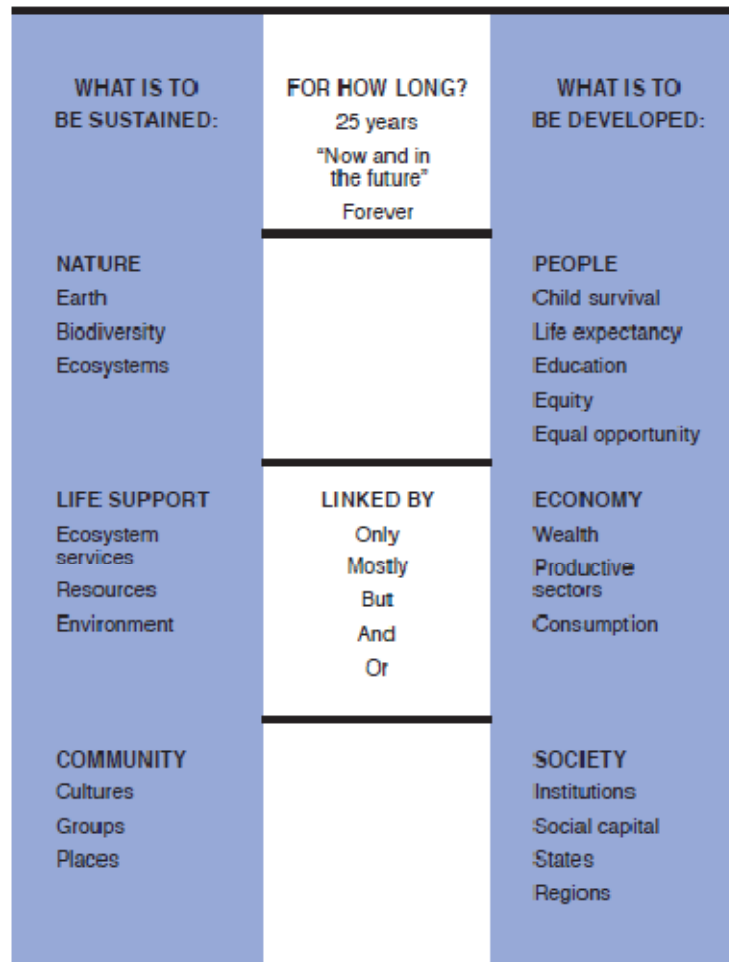 WHAT IS TO
BE SUSTAINED:
FOR HOW LONG?
25 years
“Now and in
the future”
Forever
WHAT IS TO
BE DEVELOPED:
NATURE
Earth
Biodiversity
Ecosystems
PEOPLE
Child survival
Life expectancy
Education
Equity
Equal opportunity
LIFE SUPPORT
Ecosystem
services
Resources
Environment
LINKED BY
Only
Mostly
But
And
Or
ECONOMY
Wealth
Productive
sectors
Consumption
COMMUNITY
Cultures
Groups
Places
SOCIETY
Institutions
Social capital
States
Regions